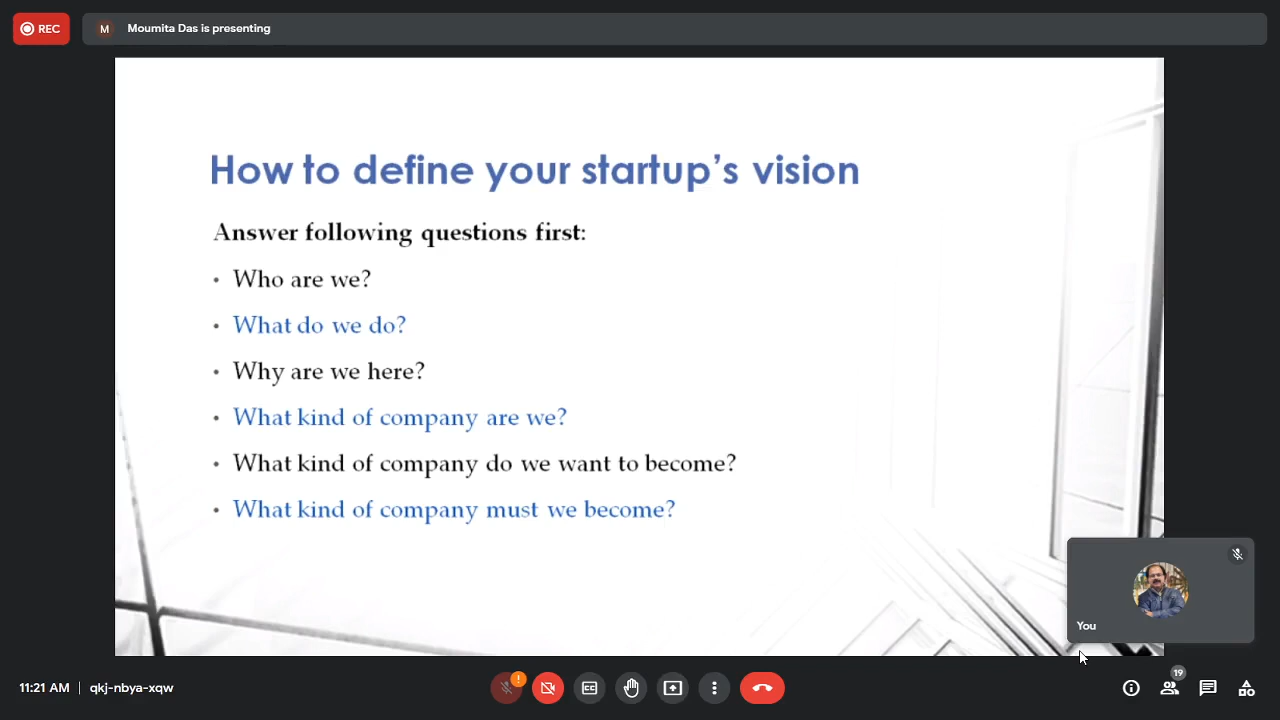 REC
M
Moumita Das is presenting
How to define your startup's vision
Answer following questions first:
• Who are we?
• What do we do?
• Why are we here?
• What kind of company are we?
• What kind of company do we want to become?
• What kind of company must we become?
You
11:21 AM | qkj-nbya-xqw
!
CC
19